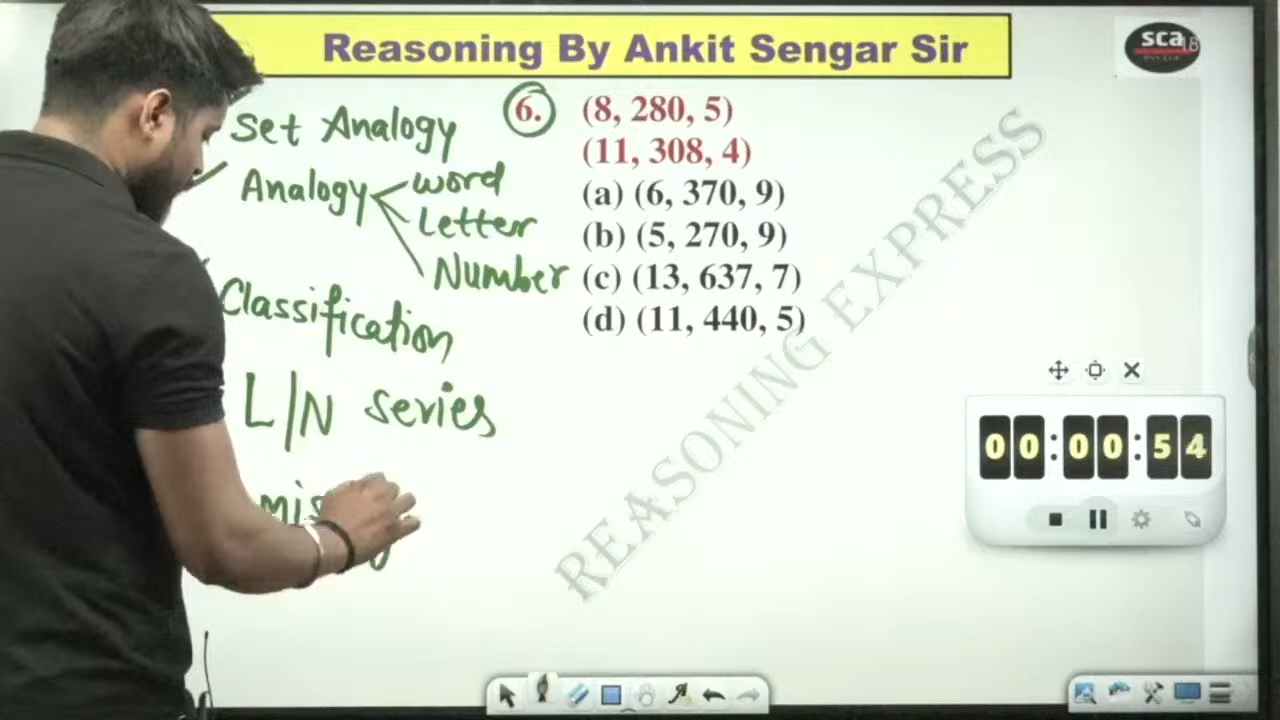 Reasoning By Ankit Sengar Sir
sca
18
Set Analogy
Analogy
word
Letter
Number
Classification
L/N series
6. (8, 280, 5)
(11, 308, 4)
(a) (6, 370, 9)
(b) (5, 270, 9)
(c) (13, 637, 7)
(d) (11, 440, 5)
REASONING EXPRESS
00:00:54